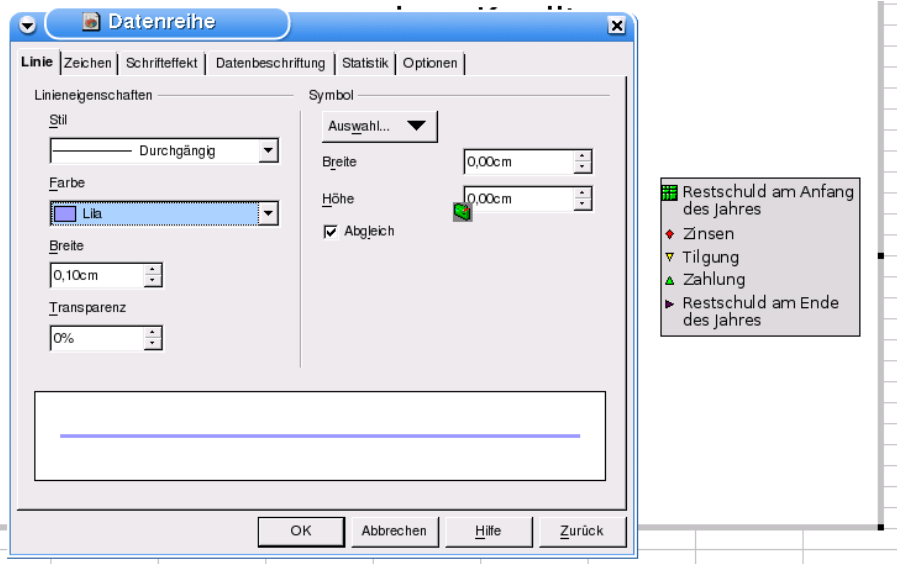 Datenreihe
Linie Zeichen Schrifteffekt Datenbeschriftung Statistik Optionen
Linieneigenschaften
Stil
Durchgängig
Farbe
Lila
Breite
0,10cm
Transparenz
0%
Symbol
Auswahl...
Breite
0,00cm
Höhe
0,00cm
Abgleich
OK Abbrechen Hilfe Zurück
Restschuld am Anfang
des Jahres
Zinsen
Tilgung
Zahlung
Restschuld am Ende
des Jahres